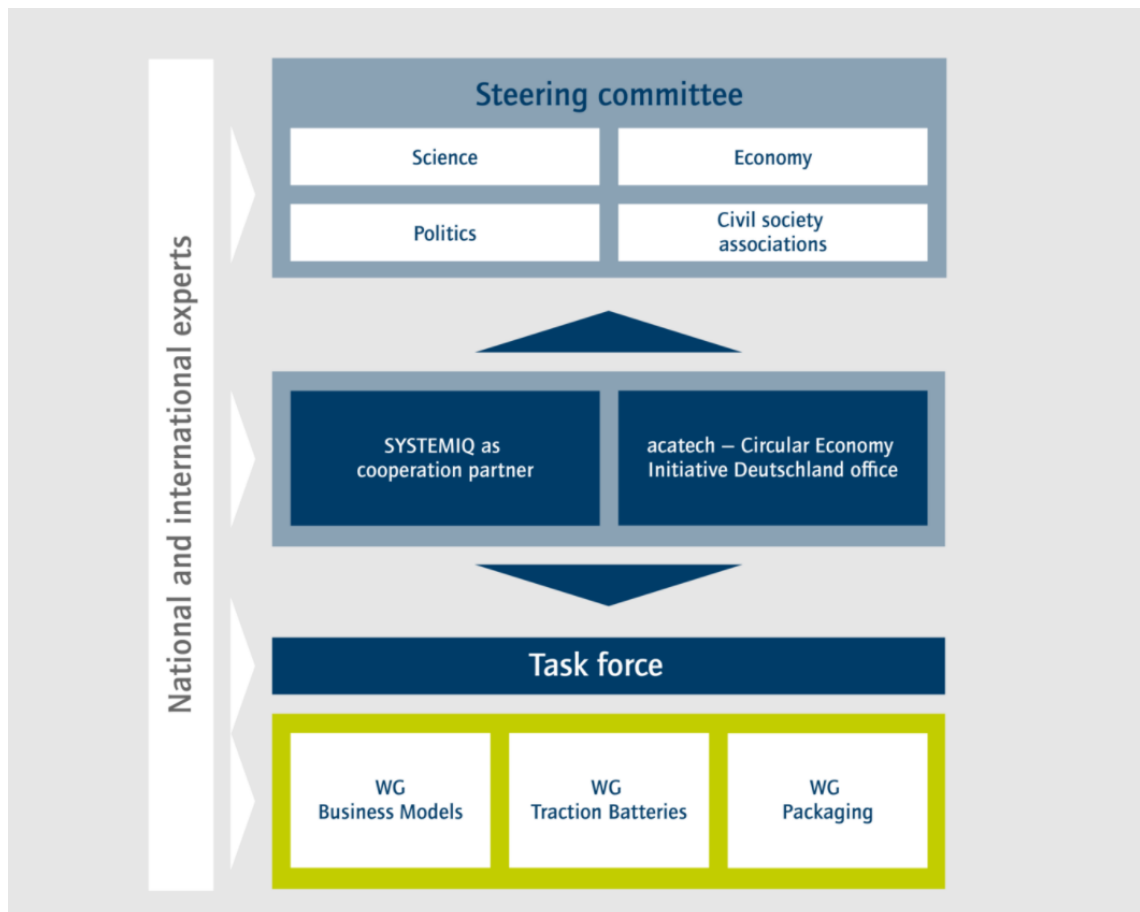 National and international experts
Steering committee
Science
Economy
Politics
Civil society
associations
SYSTEMIQ as
cooperation partner
acatech – Circular Economy
Initiative Deutschland office
Task force
WG
Business Models
WG
Traction Batteries
WG
Packaging